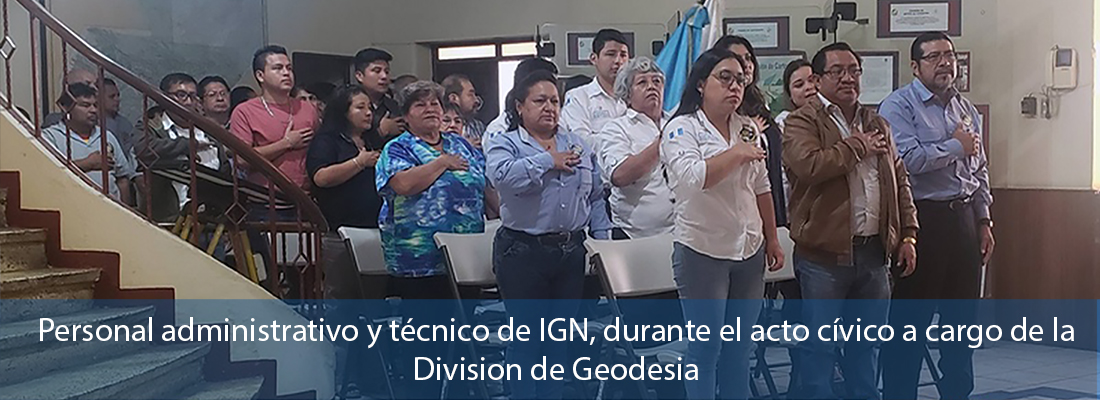 Personal administrativo y técnico de IGN, durante el acto cívico a cargo de la
Division de Geodesia